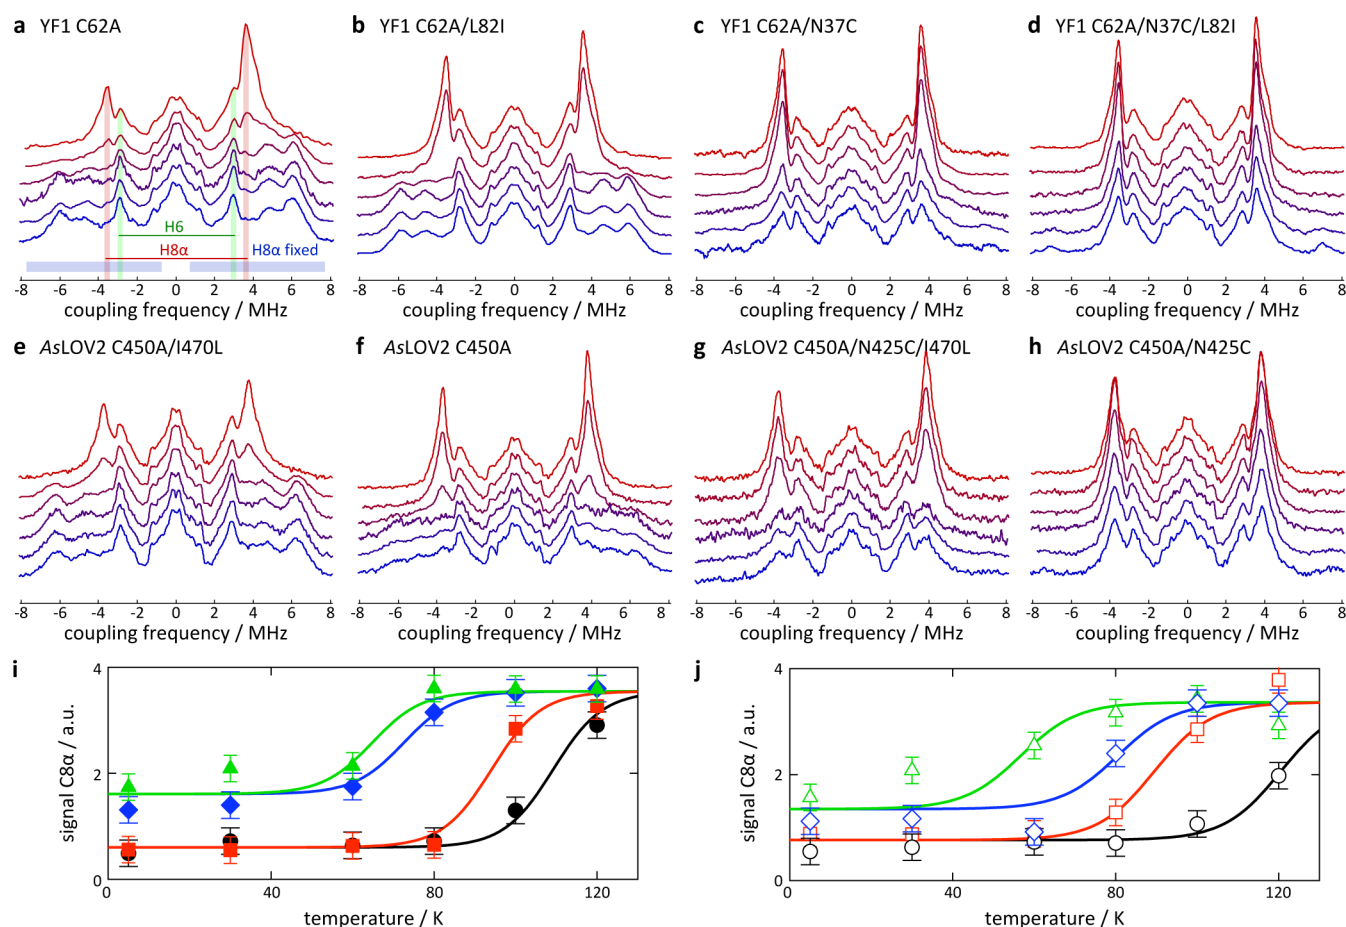 a YF1 C62A
b YF1 C62A/L82I
c YF1 C62A/N37C
d YF1 C62A/N37C/L82I
H6
H8α
H8α fixed
-8 -6 -4 -2 0 2 4 6 8
-8 -6 -4 -2 0 2 4 6 8
-8 -6 -4 -2 0 2 4 6 8
-8 -6 -4 -2 0 2 4 6 8
coupling frequency / MHz
coupling frequency / MHz
coupling frequency / MHz
coupling frequency / MHz
e AsLOV2 C450A/I470L
f AsLOV2 C450A
g AsLOV2 C450A/N425C/I470L
h AsLOV2 C450A/N425C
-8 -6 -4 -2 0 2 4 6 8
-8 -6 -4 -2 0 2 4 6 8
-8 -6 -4 -2 0 2 4 6 8
-8 -6 -4 -2 0 2 4 6 8
coupling frequency / MHz
coupling frequency / MHz
coupling frequency / MHz
coupling frequency / MHz
i
signal C8α / a.u.
4
2
0
0 40 80 120
temperature / K
j
signal C8α / a.u.
4
2
0
0 40 80 120
temperature / K